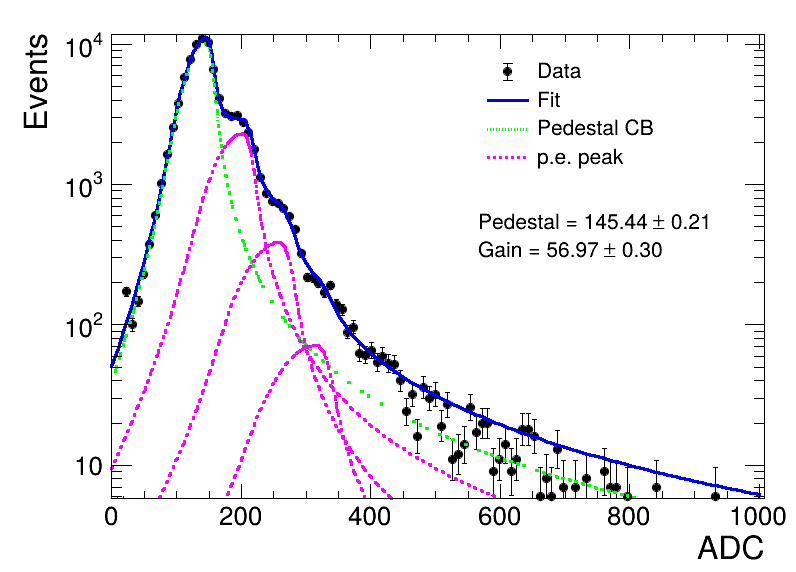 Events
10^4
10^3
10^2
10
Data
Fit
Pedestal CB
p.e. peak
Pedestal = 145.44 ± 0.21
Gain = 56.97 ± 0.30
0 200 400 600 800 1000
ADC